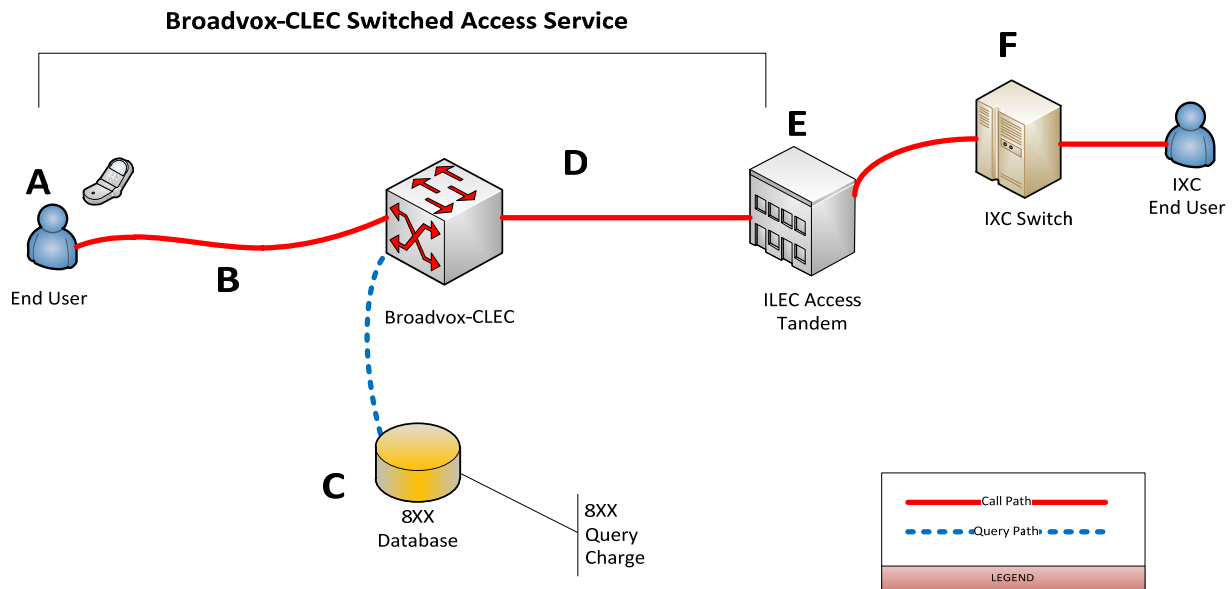 Broadvox-CLEC Switched Access Service
F
E
D
A
B
C
End User
Broadvox-CLEC
ILEC Access
Tandem
IXC Switch
IXC
End User
8XX
Database
8XX
Query
Charge
Call Path
Query Path
LEGEND